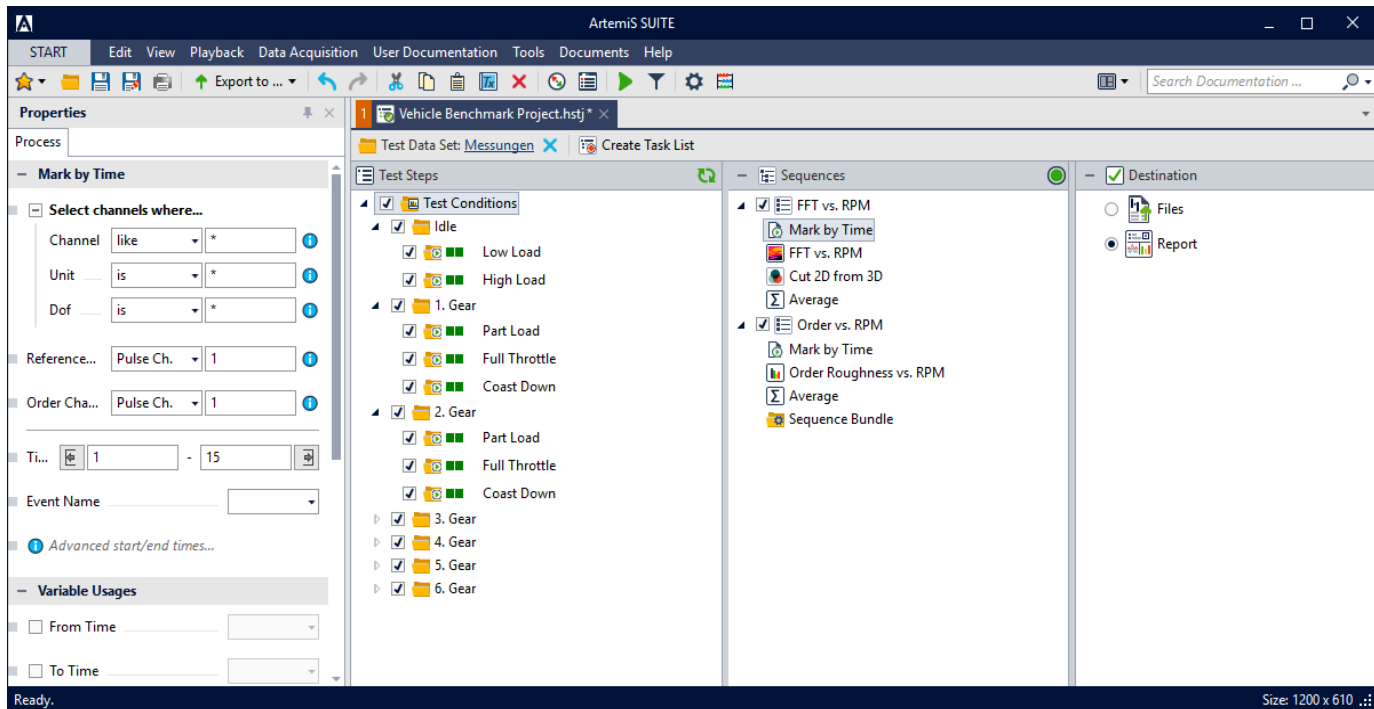 ArtemiS SUITE
START Edit View Playback Data Acquisition User Documentation Tools Documents Help
Export to ... Search Documentation ...
Properties
1 Vehicle Benchmark Project.hstj *
Process
Test Data Set: Messungen Create Task List
Mark by Time
Select channels where...
Channel like *
Unit is *
Dof is *
Reference... Pulse Ch. 1
Order Cha... Pulse Ch. 1
Ti... 1 - 15
Event Name
Advanced start/end times...
Variable Usages
From Time
To Time
Test Steps
Test Conditions
Idle
Low Load
High Load
1. Gear
Part Load
Full Throttle
Coast Down
2. Gear
Part Load
Full Throttle
Coast Down
3. Gear
4. Gear
5. Gear
6. Gear
Sequences
FFT vs. RPM
Mark by Time
FFT vs. RPM
Cut 2D from 3D
Average
Order vs. RPM
Mark by Time
Order Roughness vs. RPM
Average
Sequence Bundle
Destination
Files
Report
Ready. Size: 1200 x 610